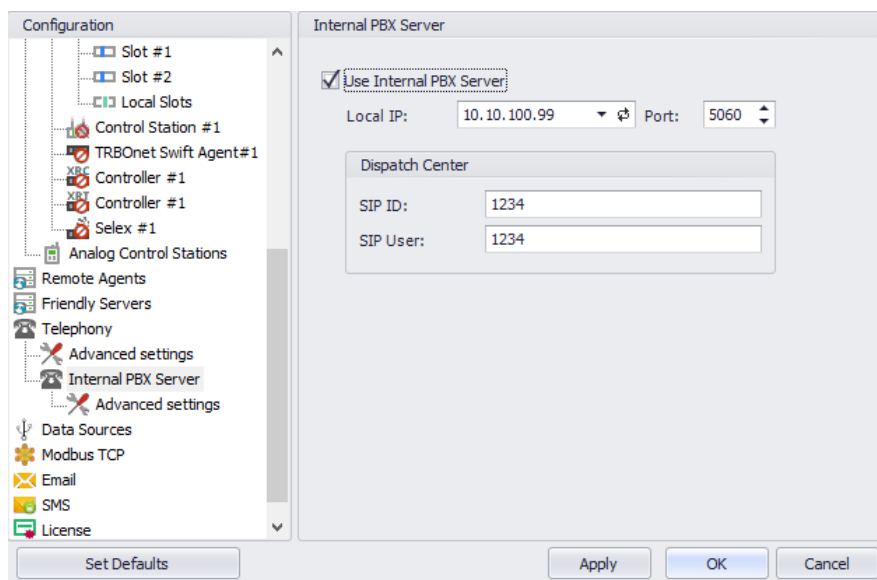 Configuration
Slot #1
Slot #2
Local Slots
Control Station #1
TRBOnet Swift Agent#1
XRC
Controller #1
XRT
Controller #1
Selex #1
Analog Control Stations
Remote Agents
Friendly Servers
Telephony
Advanced settings
Internal PBX Server
Advanced settings
Data Sources
Modbus TCP
Email
SMS
License
Set Defaults
Internal PBX Server
Use Internal PBX Server
Local IP: 10.10.100.99 Port: 5060
Dispatch Center
SIP ID: 1234
SIP User: 1234
Apply OK Cancel